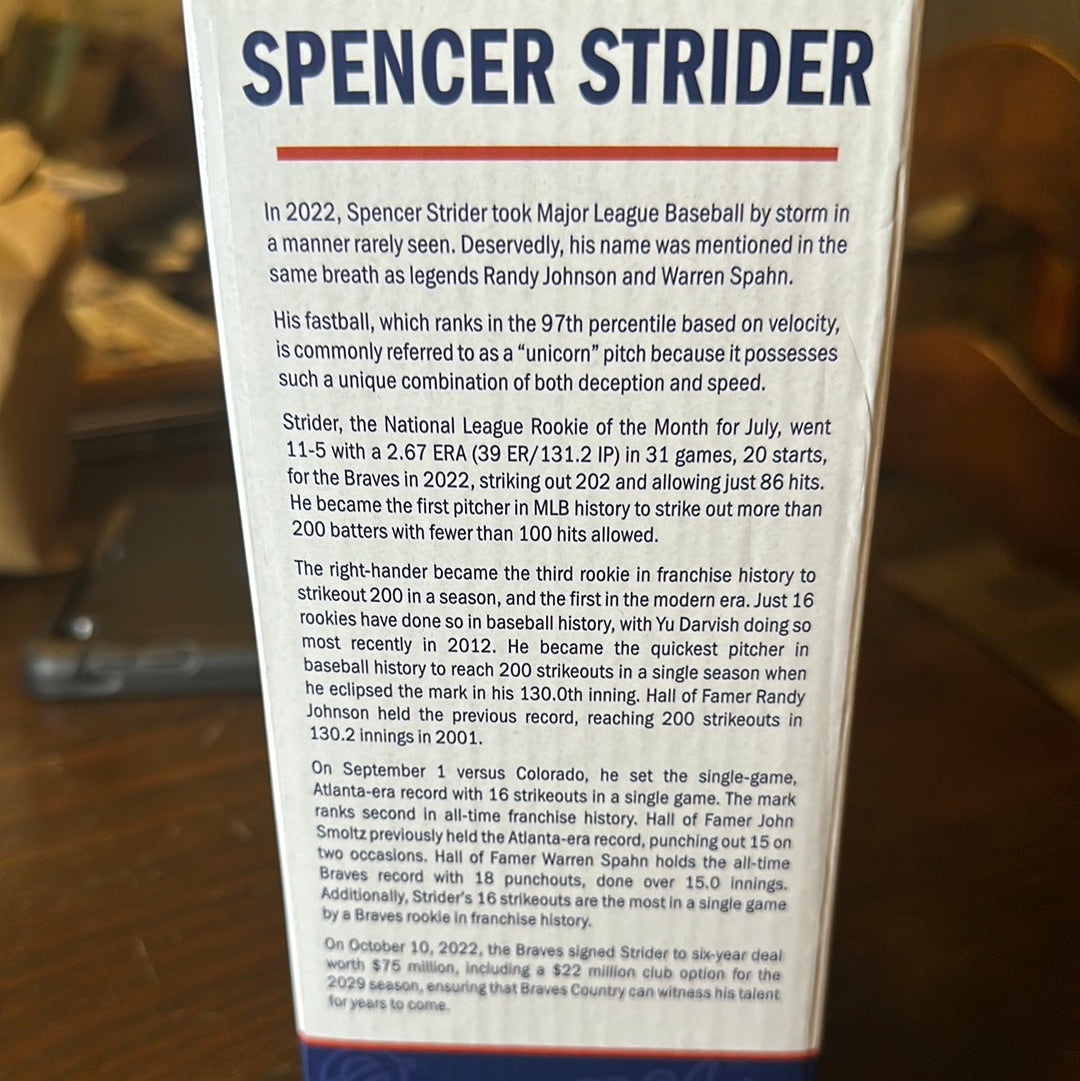 SPENCER STRIDER
In 2022, Spencer Strider took Major League Baseball by storm in
a manner rarely seen. Deservedly, his name was mentioned in the
same breath as legends Randy Johnson and Warren Spahn.
His fastball, which ranks in the 97th percentile based on velocity,
is commonly referred to as a “unicorn” pitch because it possesses
such a unique combination of both deception and speed.
Strider, the National League Rookie of the Month for July, went
11-5 with a 2.67 ERA (39 ER/131.2 IP) in 31 games, 20 starts,
for the Braves in 2022, striking out 202 and allowing just 86 hits.
He became the first pitcher in MLB history to strike out more than
200 batters with fewer than 100 hits allowed.
The right-hander became the third rookie in franchise history to
strikeout 200 in a season, and the first in the modern era. Just 16
rookies have done so in baseball history, with Yu Darvish doing so
most recently in 2012. He became the quickest pitcher in
baseball history to reach 200 strikeouts in a single season when
he eclipsed the mark in his 130.0th inning. Hall of Famer Randy
Johnson held the previous record, reaching 200 strikeouts in
130.2 innings in 2001.
On September 1 versus Colorado, he set the single-game,
Atlanta-era record with 16 strikeouts in a single game. The mark
ranks second in all-time franchise history. Hall of Famer John
Smoltz previously held the Atlanta-era record, punching out 15 on
two occasions. Hall of Famer Warren Spahn holds the all-time
Braves record with 18 punchouts, done over 15.0 innings.
Additionally, Strider's 16 strikeouts are the most in a single game
by a Braves rookie in franchise history.
On October 10, 2022, the Braves signed Strider to six-year deal
worth $75 million, including a $22 million club option for the
2029 season, ensuring that Braves Country can witness his talent
for years to come.